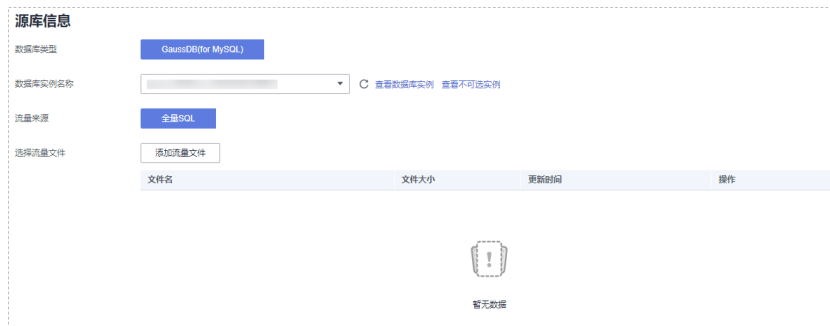 源库信息
数据库类型 GaussDB(for MySQL)
数据库实例名称 查看数据库实例 查看不可选实例
流量来源 全量SQL
选择流量文件 添加流量文件
文件名 文件大小 更新时间 操作
暂无数据